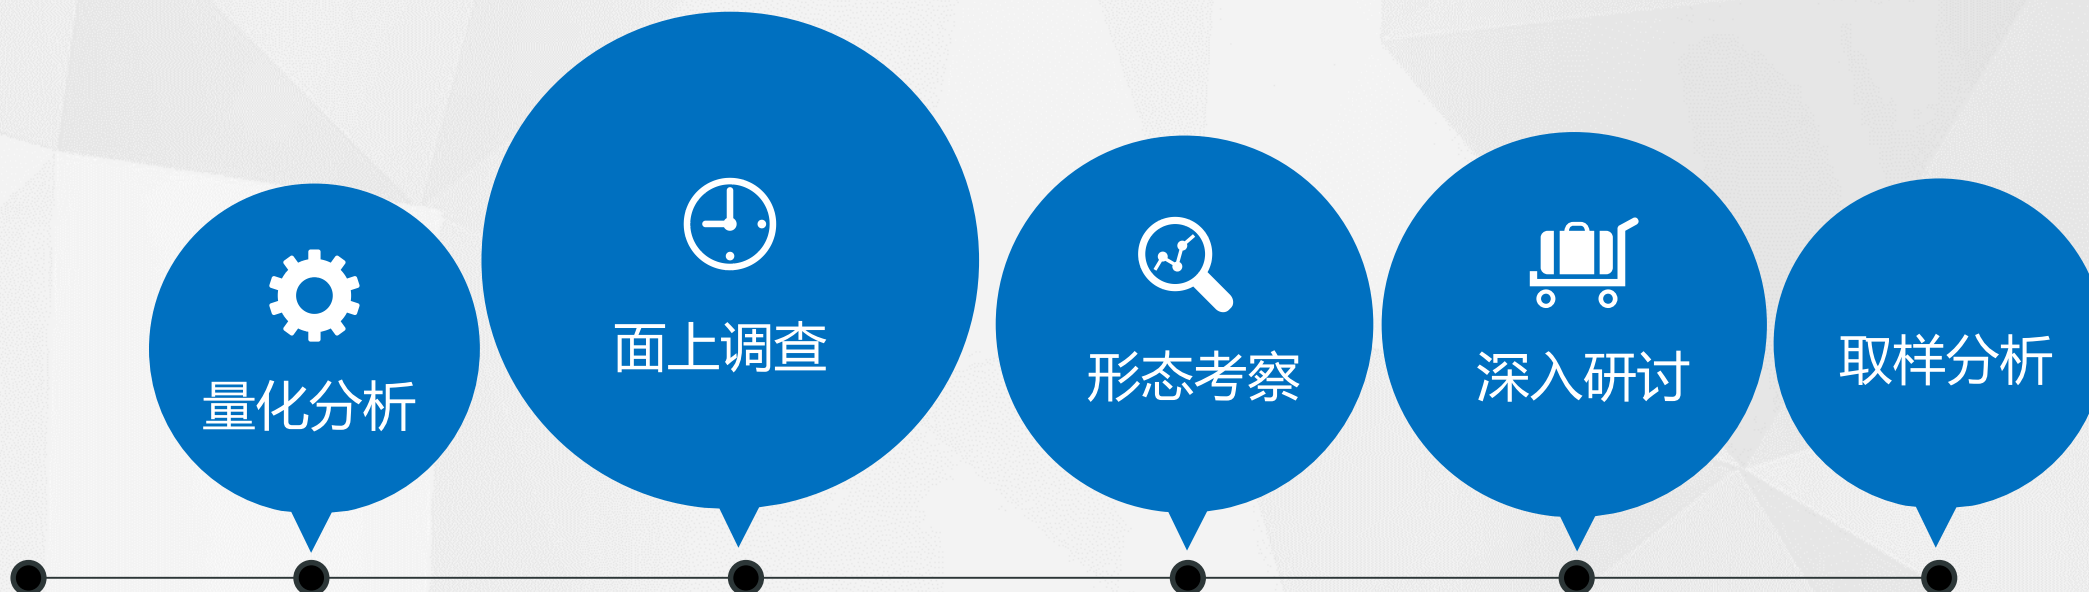 量化分析
面上调查
形态考察
深入研讨
取样分析